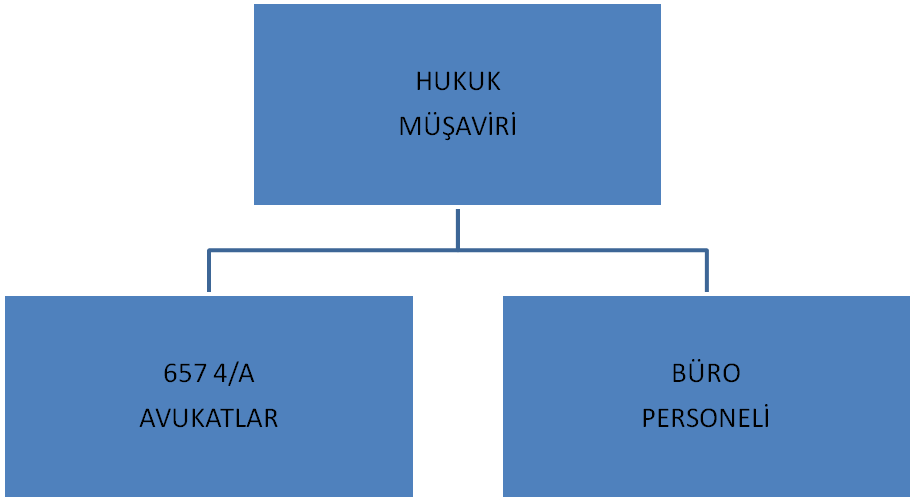 HUKUK
MÜŞAVİRİ
657 4/A
AVUKATLAR
BÜRO
PERSONELİ